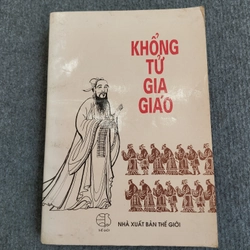 KHỔNG
TỬ
GIA
GIÁO
NHÀ XUẤT BẢN THẾ GIỚI